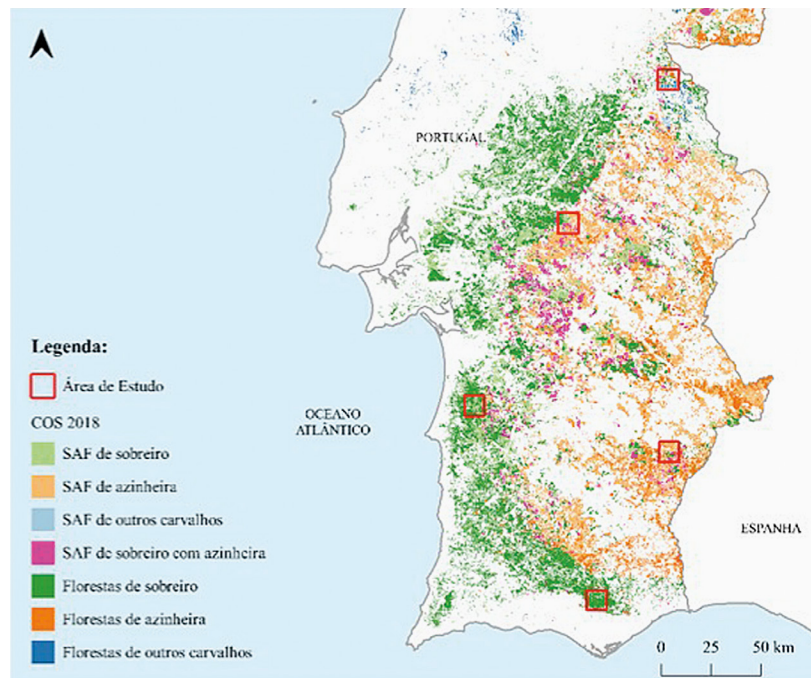 PORTUGAL
Legenda:
Área de Estudo
OCEANO
ATLÂNTICO
COS 2018
SAF de sobreiro
SAF de azinheira
SAF de outros carvalhos
ESPANHA
SAF de sobreiro com azinheira
Florestas de sobreiro
Florestas de azinheira
Florestas de outros carvalhos
0 25 50 km